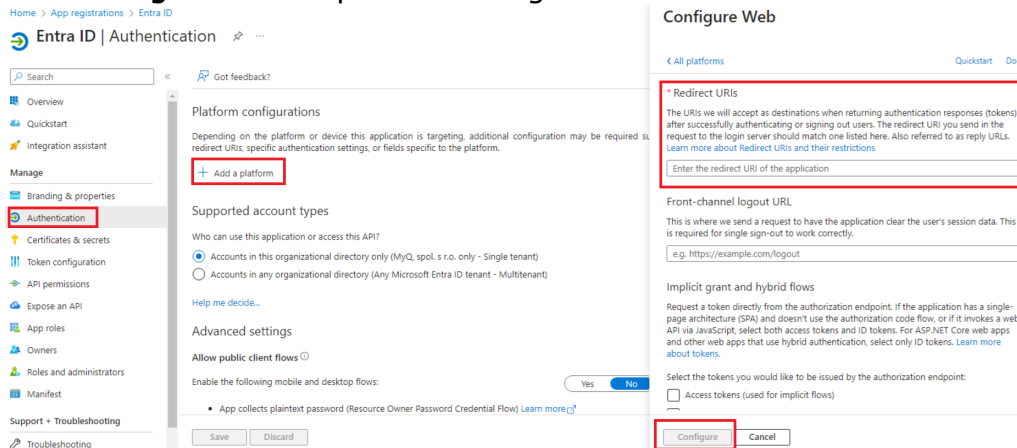 Home > App registrations > Entra ID
Entra ID | Authentication
Search
«
Got feedback?
Overview
Quickstart
Integration assistant
Manage
Branding & properties
Authentication
Certificates & secrets
Token configuration
API permissions
Expose an API
App roles
Owners
Roles and administrators
Manifest
Support + Troubleshooting
Troubleshooting
Platform configurations
Depending on the platform or device this application is targeting, additional configuration may be required
redirect URIs, specific authentication settings, or fields specific to the platform.
+ Add a platform
Supported account types
Who can use this application or access this API?
Accounts in this organizational directory only (MyQ, spol. s r.o. only - Single tenant)
Accounts in any organizational directory (Any Microsoft Entra ID tenant - Multitenant)
Help me decide...
Advanced settings
Allow public client flows
Enable the following mobile and desktop flows:
Yes No
• App collects plaintext password (Resource Owner Password Credential Flow) Learn more
Save Discard
Configure Web
< All platforms Quickstart
* Redirect URIs
The URIs we will accept as destinations when returning authentication responses (tokens)
after successfully authenticating or signing out users. The redirect URI you send in the
request to the login server should match one listed here. Also referred to as reply URLs.
Learn more about Redirect URIs and their restrictions
Enter the redirect URI of the application
Front-channel logout URL
This is where we send a request to have the application clear the user's session data. This
is required for single sign-out to work correctly.
e.g. https://example.com/logout
Implicit grant and hybrid flows
Request a token directly from the authorization endpoint. If the application has a single-
page architecture (SPA) and doesn't use the authorization code flow, or if it invokes a web
API via JavaScript, select both access tokens and ID tokens. For ASP.NET Core web apps
and other web apps that use hybrid authentication, select only ID tokens. Learn more
about tokens.
Select the tokens you would like to be issued by the authorization endpoint:
Access tokens (used for implicit flows)
Configure Cancel